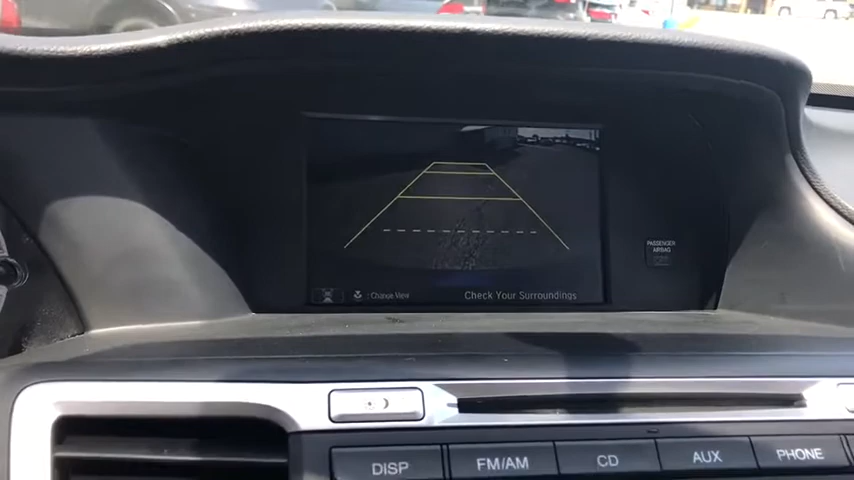 PASSENGER
AIRBAG
: Change View
Check Your Surroundings
DISP
FM/AM
CD
AUX
PHONE